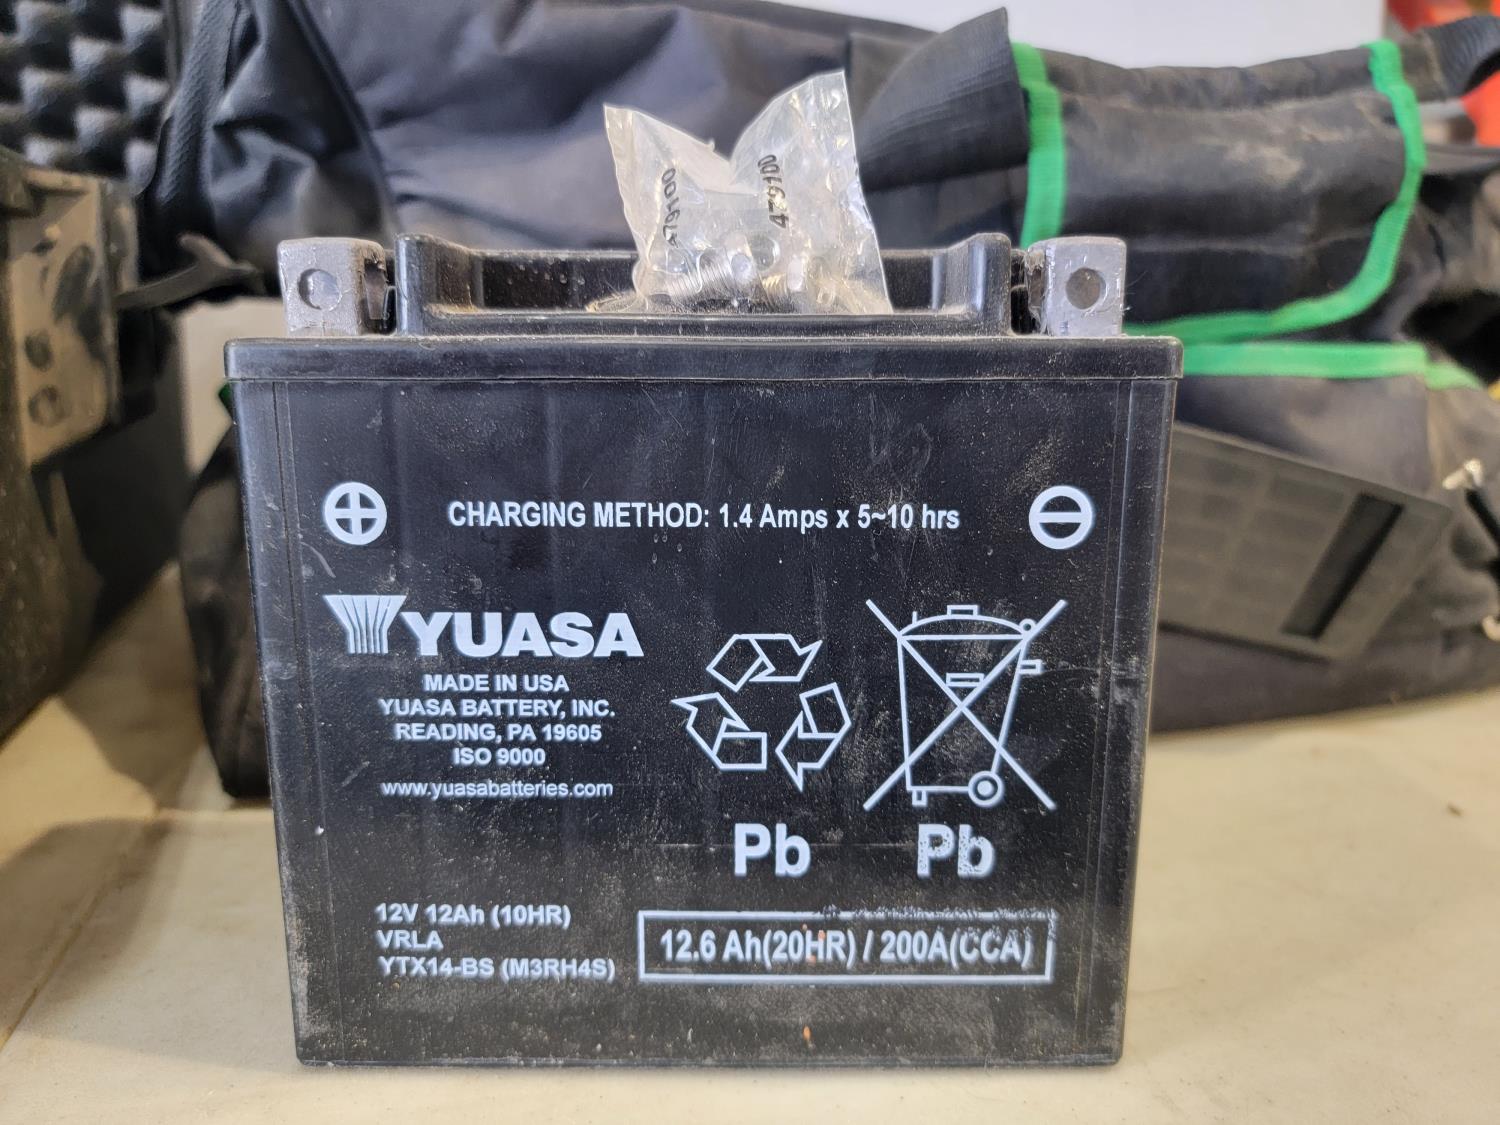 479100
479100
CHARGING METHOD: 1.4 Amps x 5~10 hrs
YUASA
MADE IN USA
YUASA BATTERY, INC.
READING, PA 19605
ISO 9000
www.yuasabatteries.com
Pb
Pb
12V 12Ah (10HR)
VRLA
YTX14-BS (M3RH4S)
12.6 Ah(20HR) / 200A(CCA)